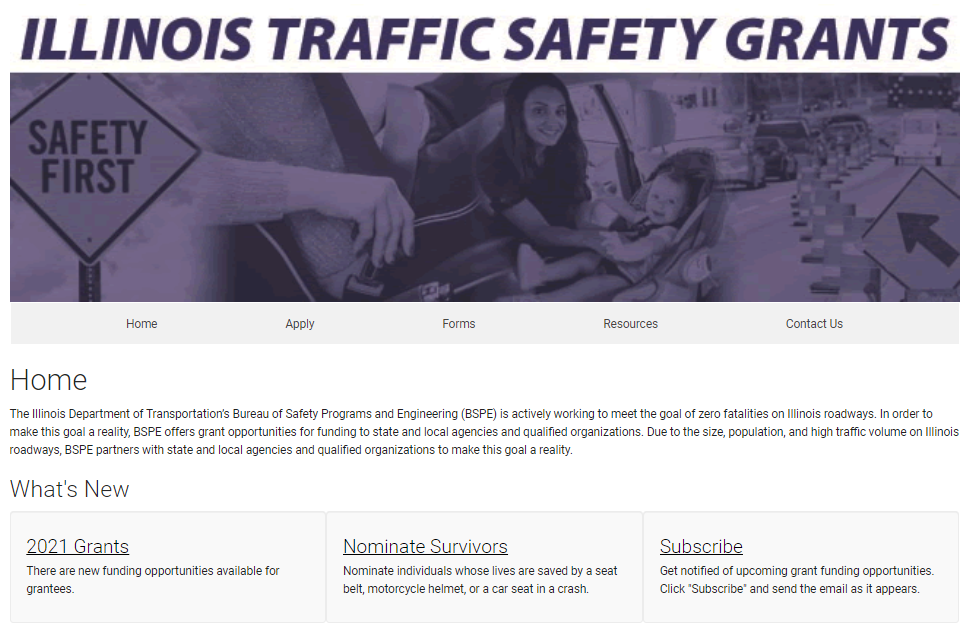 ILLINOIS TRAFFIC SAFETY GRANTS
SAFETY
FIRST
Home
Apply
Forms
Resources
Contact Us
Home
The Illinois Department of Transportation's Bureau of Safety Programs and Engineering (BSPE) is actively working to meet the goal of zero fatalities on Illinois roadways. In order to
make this goal a reality, BSPE offers grant opportunities for funding to state and local agencies and qualified organizations. Due to the size, population, and high traffic volume on Illinois
roadways, BSPE partners with state and local agencies and qualified organizations to make this goal a reality.
What's New
2021 Grants
There are new funding opportunities available for
grantees.
Nominate Survivors
Nominate individuals whose lives are saved by a seat
belt, motorcycle helmet, or a car seat in a crash.
Subscribe
Get notified of upcoming grant funding opportunities.
Click "Subscribe" and send the email as it appears.